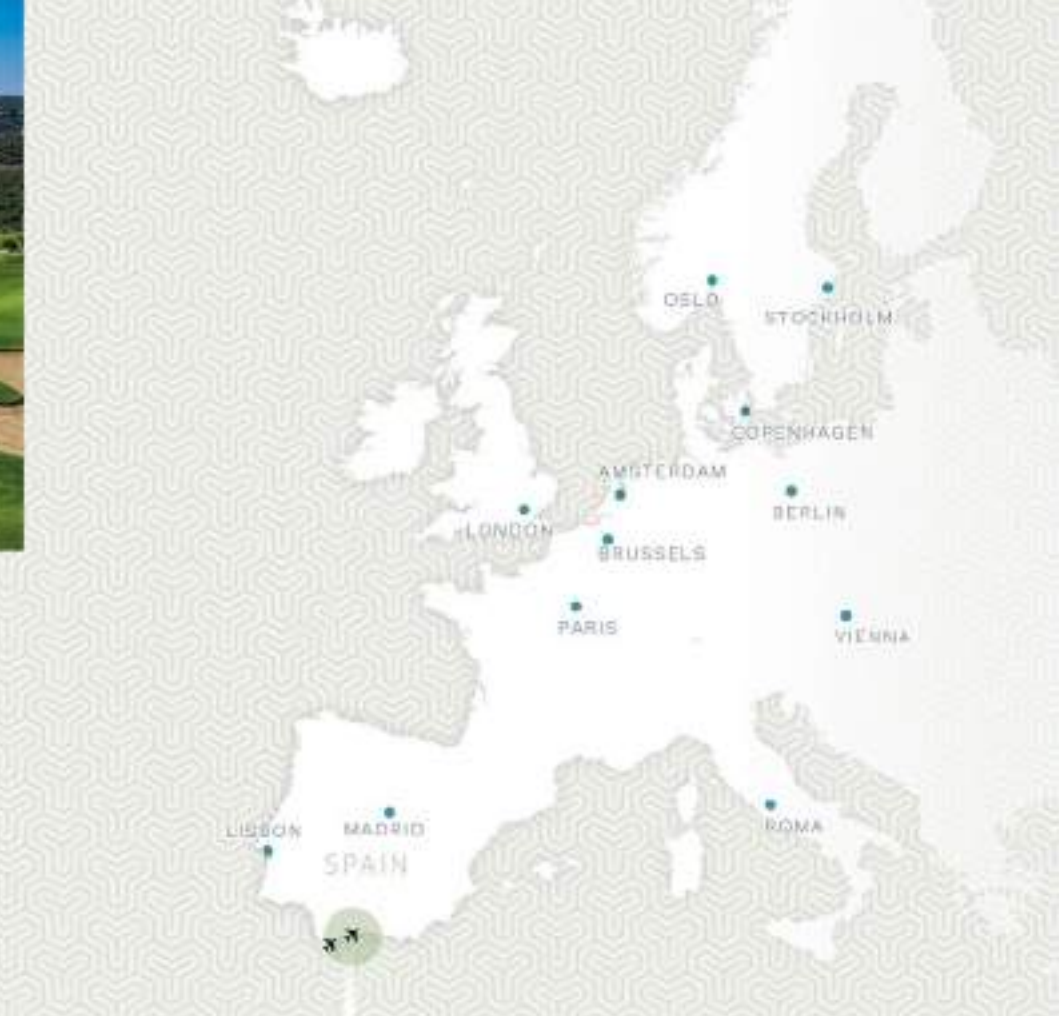 OSLO
STOCKHOLM
COPENHAGEN
AMSTERDAM
BERLIN
LONDON
BRUSSELS
PARIS
VIENNA
ROMA
LISBON
MADRID
SPAIN